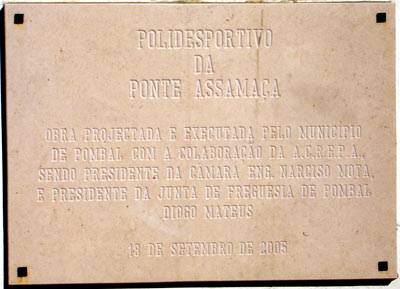 POLIDESPORTIVO
DA
PONTE ASSAMAÇA
OBRA PROJECTADA E EXECUTADA PELO MUNICÍPIO
DE POMBAL COM A COLABORAÇÃO DA A.C.R.E.P.A.,
SENDO PRESIDENTE DA CÂMARA ENG. NARCISO MOTA,
E PRESIDENTE DA JUNTA DE FREGUESIA DE POMBAL
DIOGO MATEUS
18 DE SETEMBRO DE 2005